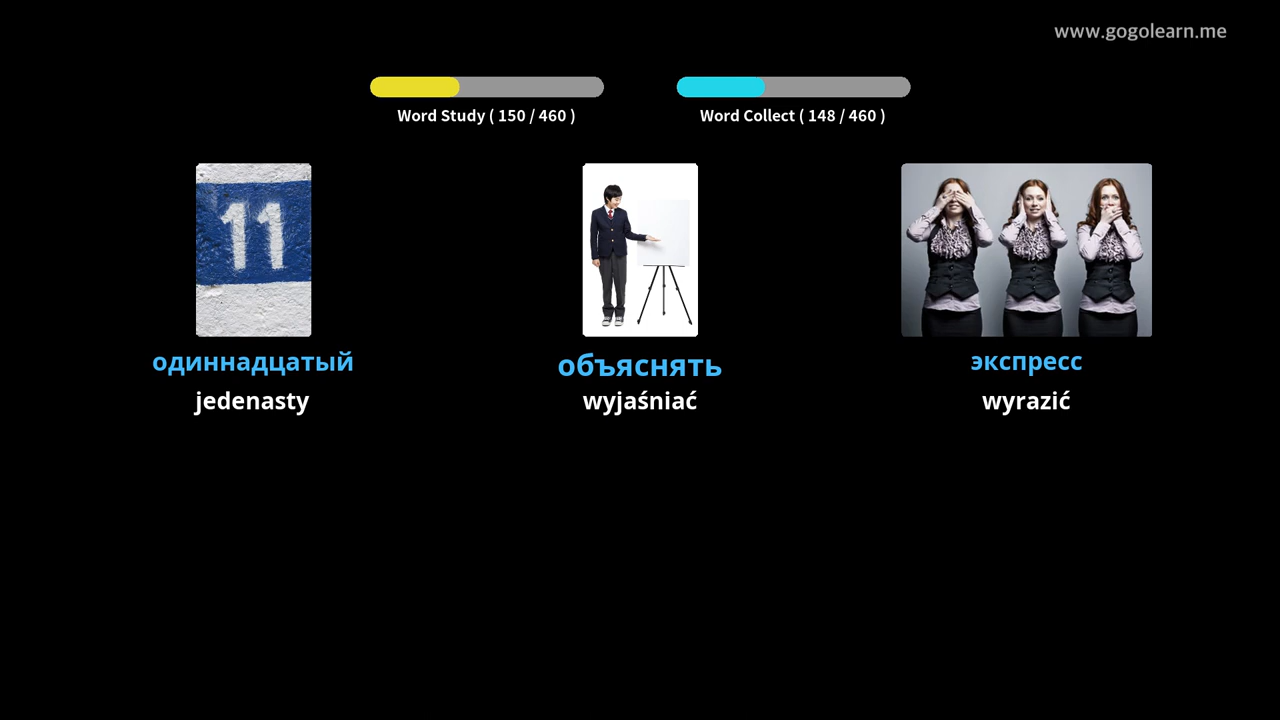 www.gogolearn.me
Word Study ( 150 / 460 )
Word Collect ( 148 / 460 )
11
одиннадцатый
объяснять
экспресс
jedenasty
wyjaśniać
wyrazić